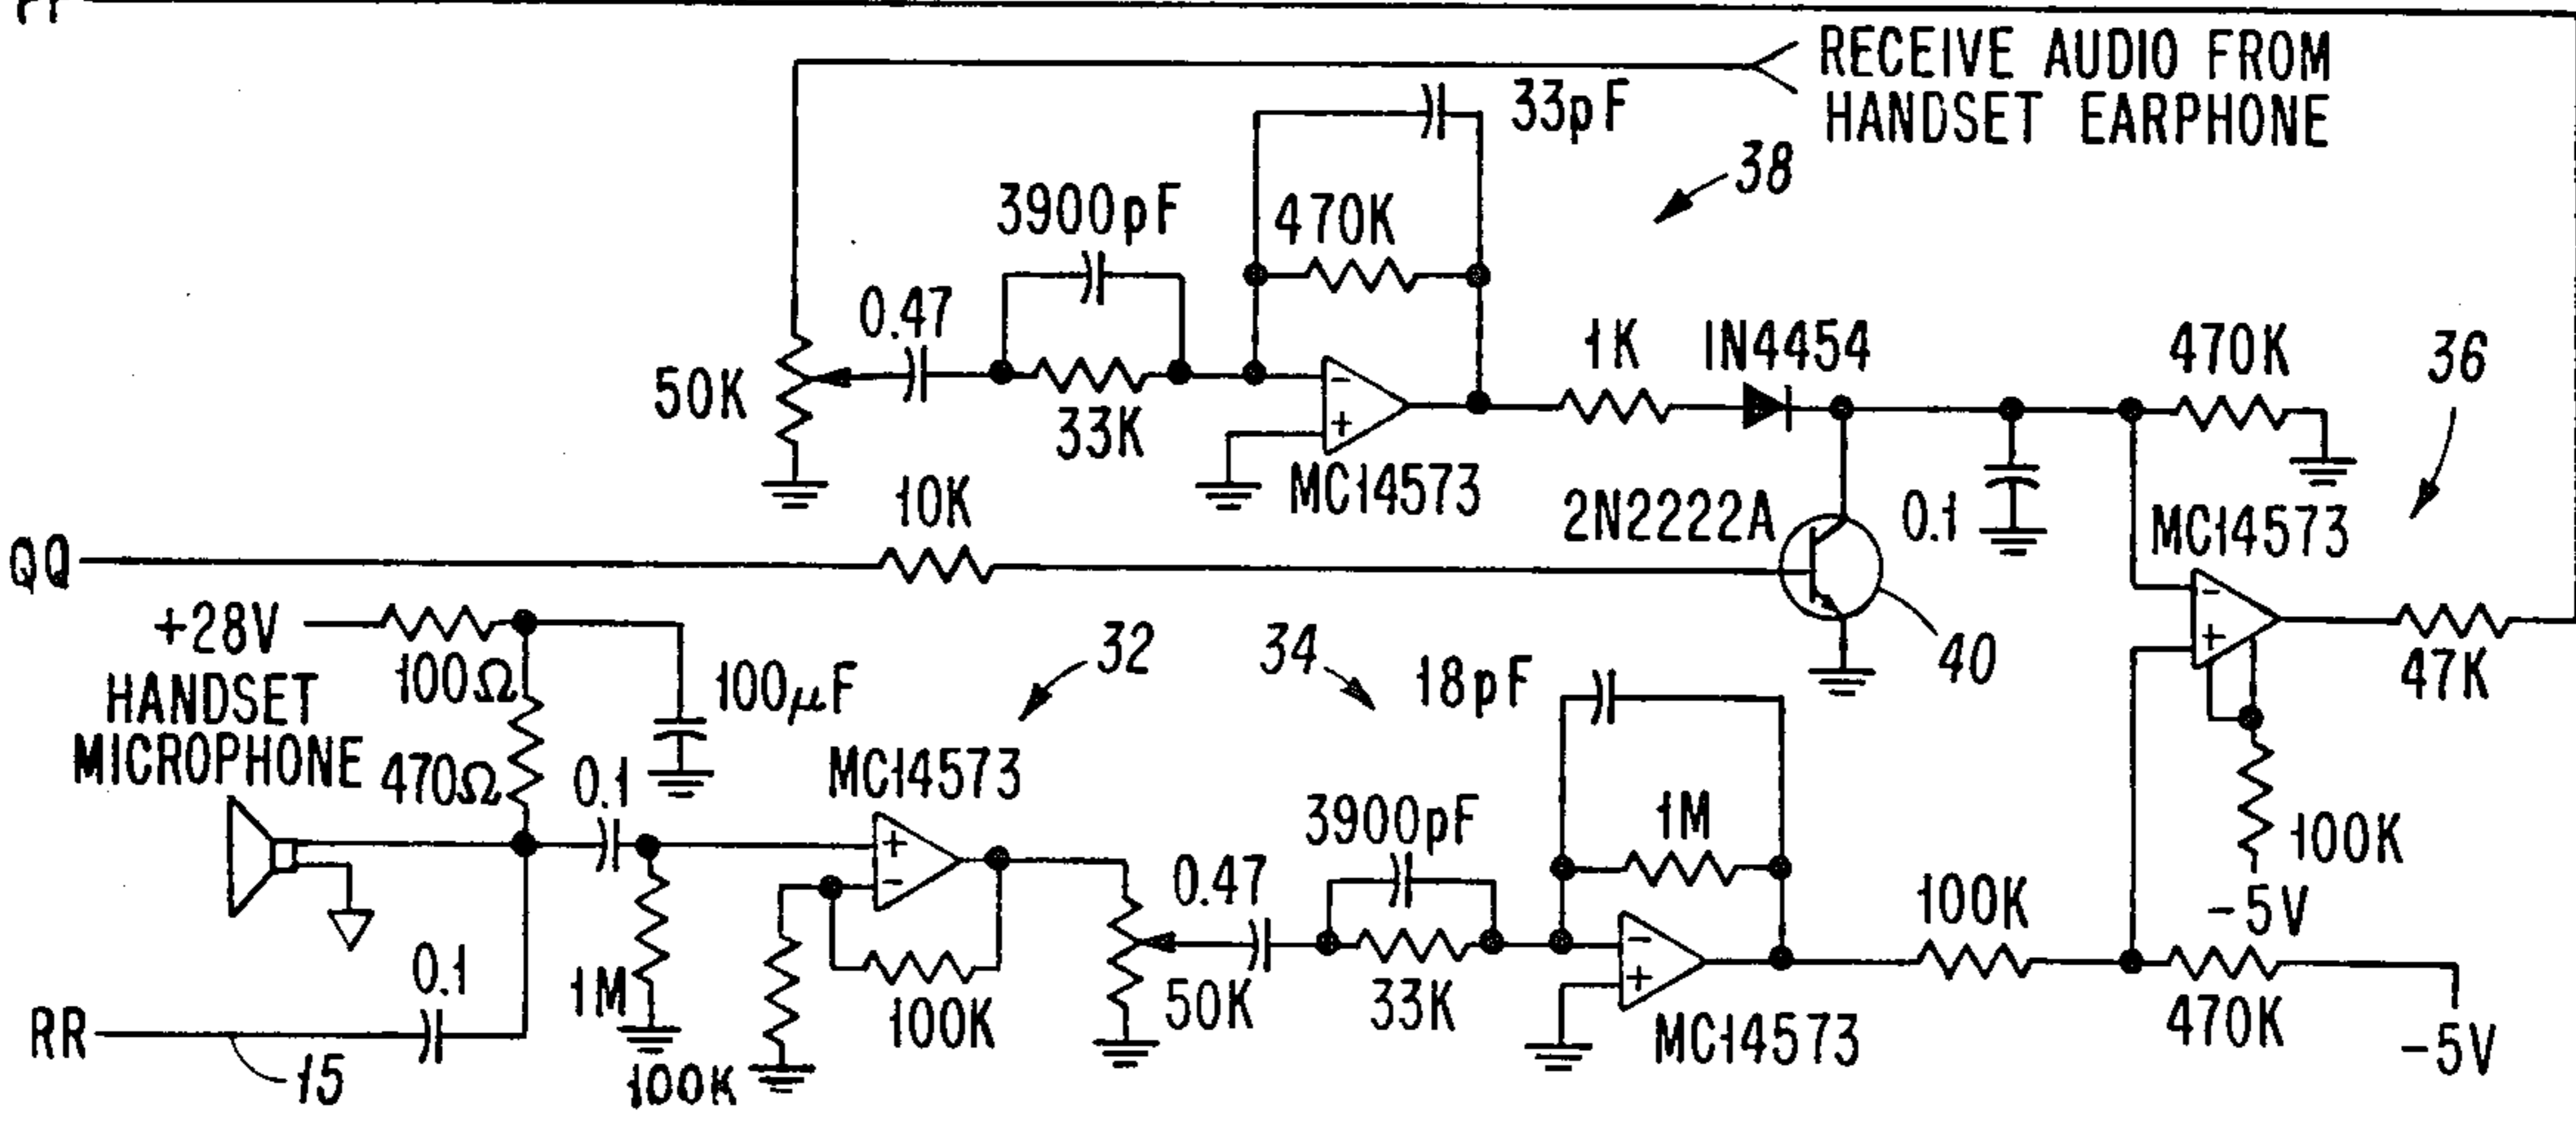 RECEIVE AUDIO FROM
HANDSET EARPHONE
33pF
38
3900pF
470K
0.47
50K
33K
MC14573
1K
1N4454
470K
36
10K
2N2222A
0.1
MC14573
QQ
+28V
100Ω
HANDSET
MICROPHONE
470Ω
100μF
32
34
18pF
40
47K
0.1
MC14573
3900pF
1M
100K
-5V
0.47
50K
33K
MC14573
100K
470K
-5V
0.1
1M
100K
100K
RR
15